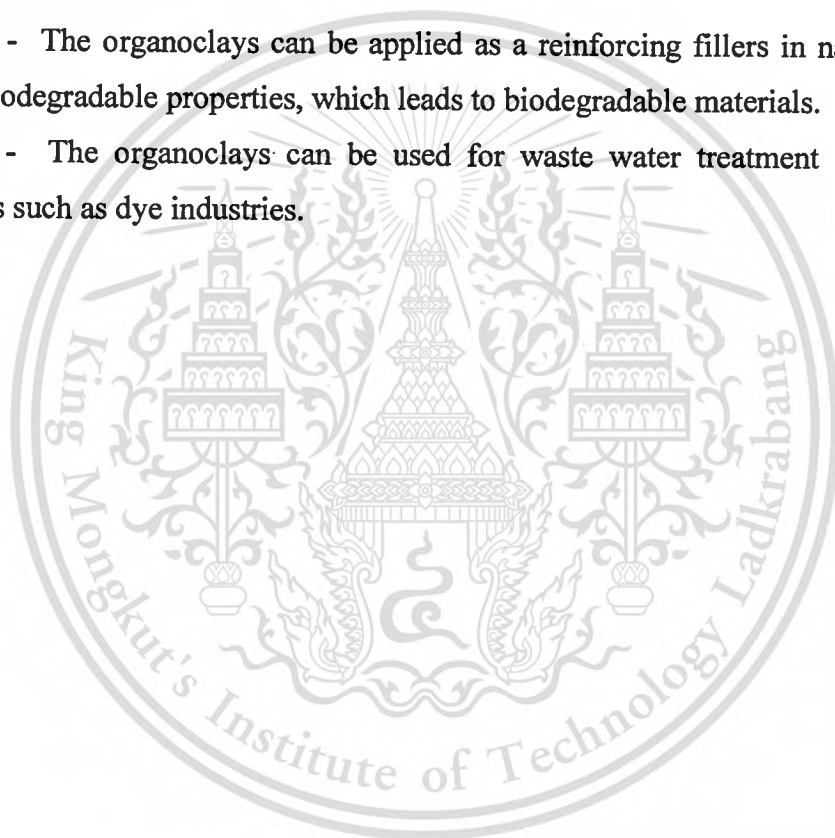 - The organoclays can be applied as a reinforcing fillers in
odegradable properties, which leads to biodegradable materials.
- The organoclays can be used for waste water treatment
s such as dye industries.
King Mongkut's Institute of Technology Ladkrabang